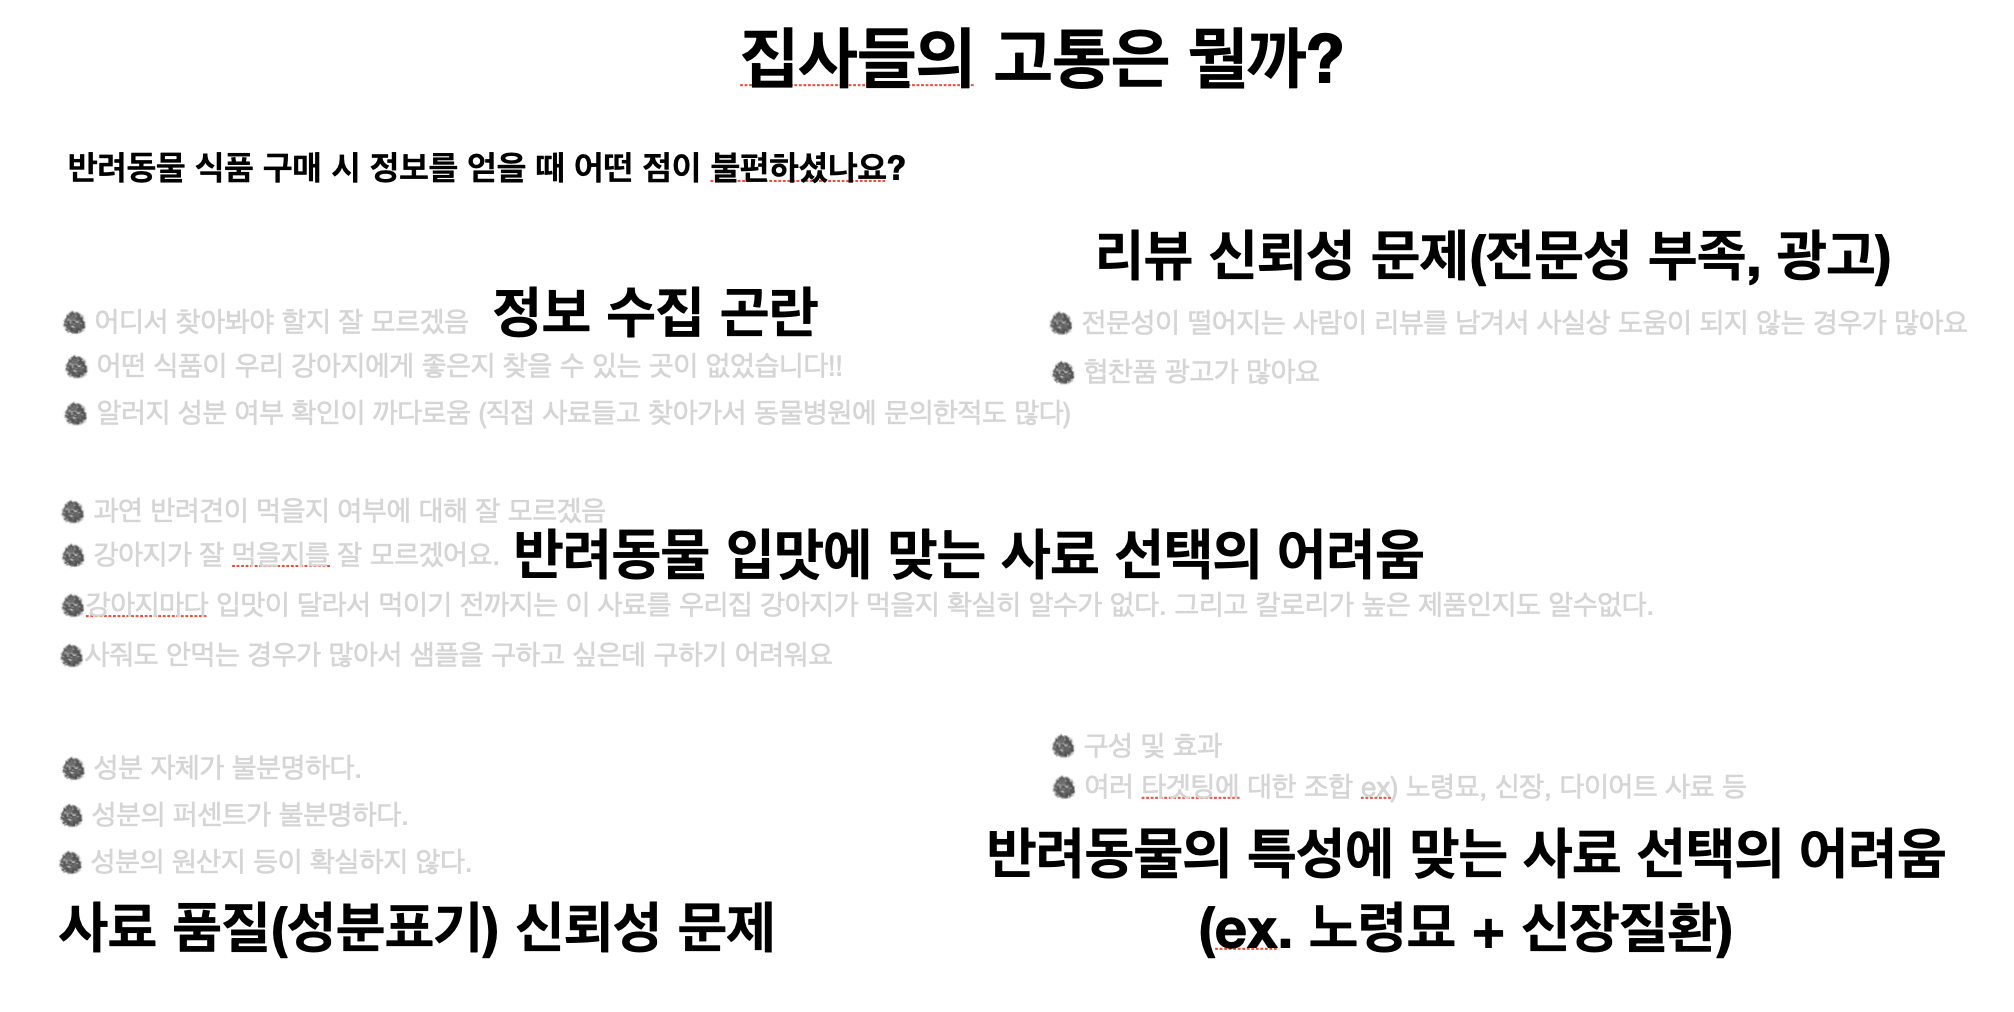 집사들의 고통은 뭘까?
반려동물 식품 구매 시 정보를 얻을 때 어떤 점이 불편하셨나요?
정보 수집 곤란
어디서 찾아봐야 할지 잘 모르겠음
어떤 식품이 우리 강아지에게 좋은지 찾을 수 있는 곳이 없었습니다!!
알러지 성분 여부 확인이 까다로움 (직접 사료들고 찾아가서 동물병원에 문의한적도 많다)
리뷰 신뢰성 문제(전문성 부족, 광고)
전문성이 떨어지는 사람이 리뷰를 남겨서 사실상 도움이 되지 않는 경우가 많아요
협찬품 광고가 많아요
과연 반려견이 먹을지 여부에 대해 잘 모르겠음
강아지가 잘 먹을지를 잘 모르겠어요.
반려동물 입맛에 맞는 사료 선택의 어려움
강아지마다 입맛이 달라서 먹이기 전까지는 이 사료를 우리집 강아지가 먹을지 확실히 알수가 없다. 그리고 칼로리가 높은 제품인지도 알수없다.
사줘도 안먹는 경우가 많아서 샘플을 구하고 싶은데 구하기 어려워요
성분 자체가 불분명하다.
성분의 퍼센트가 불분명하다.
성분의 원산지 등이 확실하지 않다.
사료 품질(성분표기) 신뢰성 문제
구성 및 효과
여러 타겟팅에 대한 조합 ex) 노령묘, 신장, 다이어트 사료 등
반려동물의 특성에 맞는 사료 선택의 어려움
(ex. 노령묘 + 신장질환)